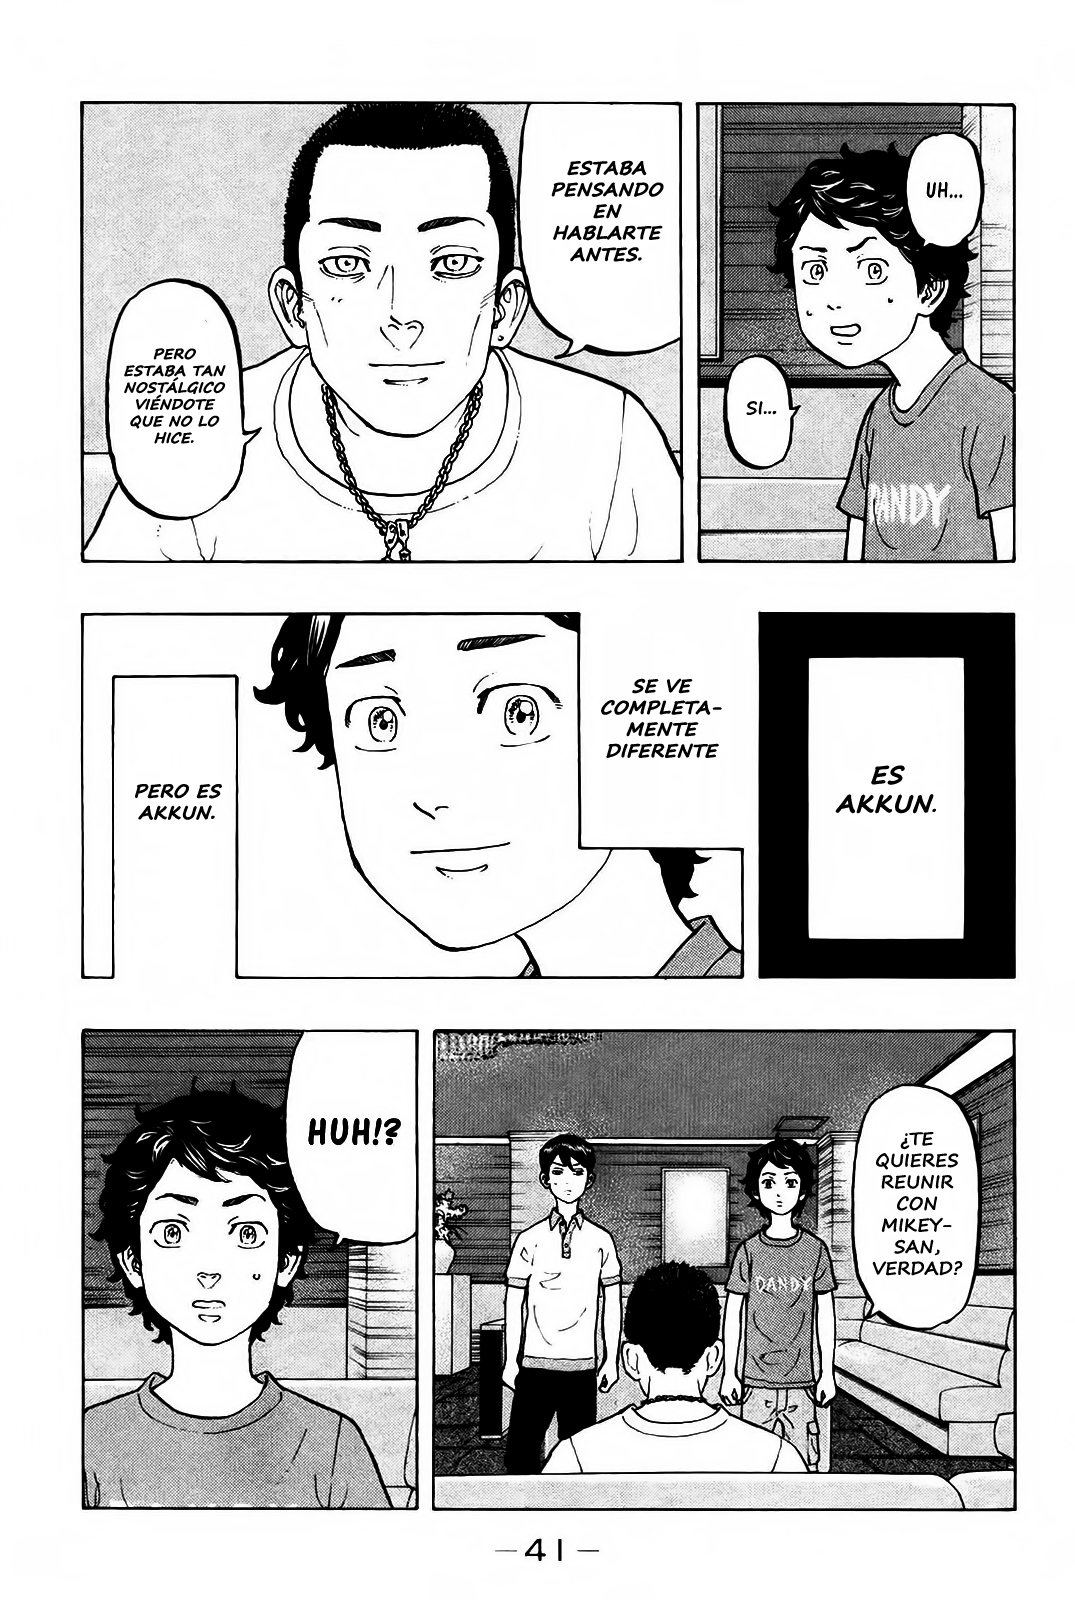 UH...
SI...
DANDY
ESTABA
PENSANDO
EN
HABLARTE
ANTES.
PERO
ESTABA TAN
NOSTÁLGICO
VIÉNDOTE
QUE NO LO
HICE.
ES
AKKUN.
SE VE
COMPLETA-
MENTE
DIFERENTE
PERO ES
AKKUN.
¿TE
QUIERES
REUNIR
CON
MIKEY-
SAN,
VERDAD?
DANDY
HUH!?
—41—